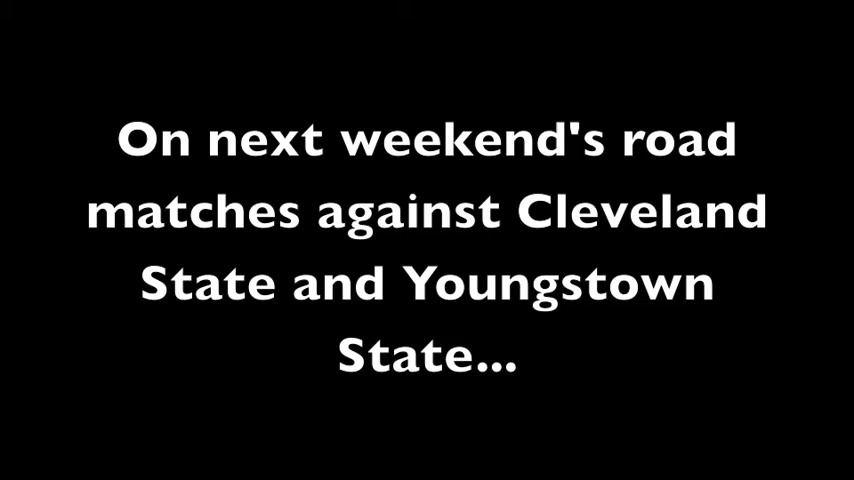 On next weekend's road
matches against Cleveland
State and Youngstown
State...